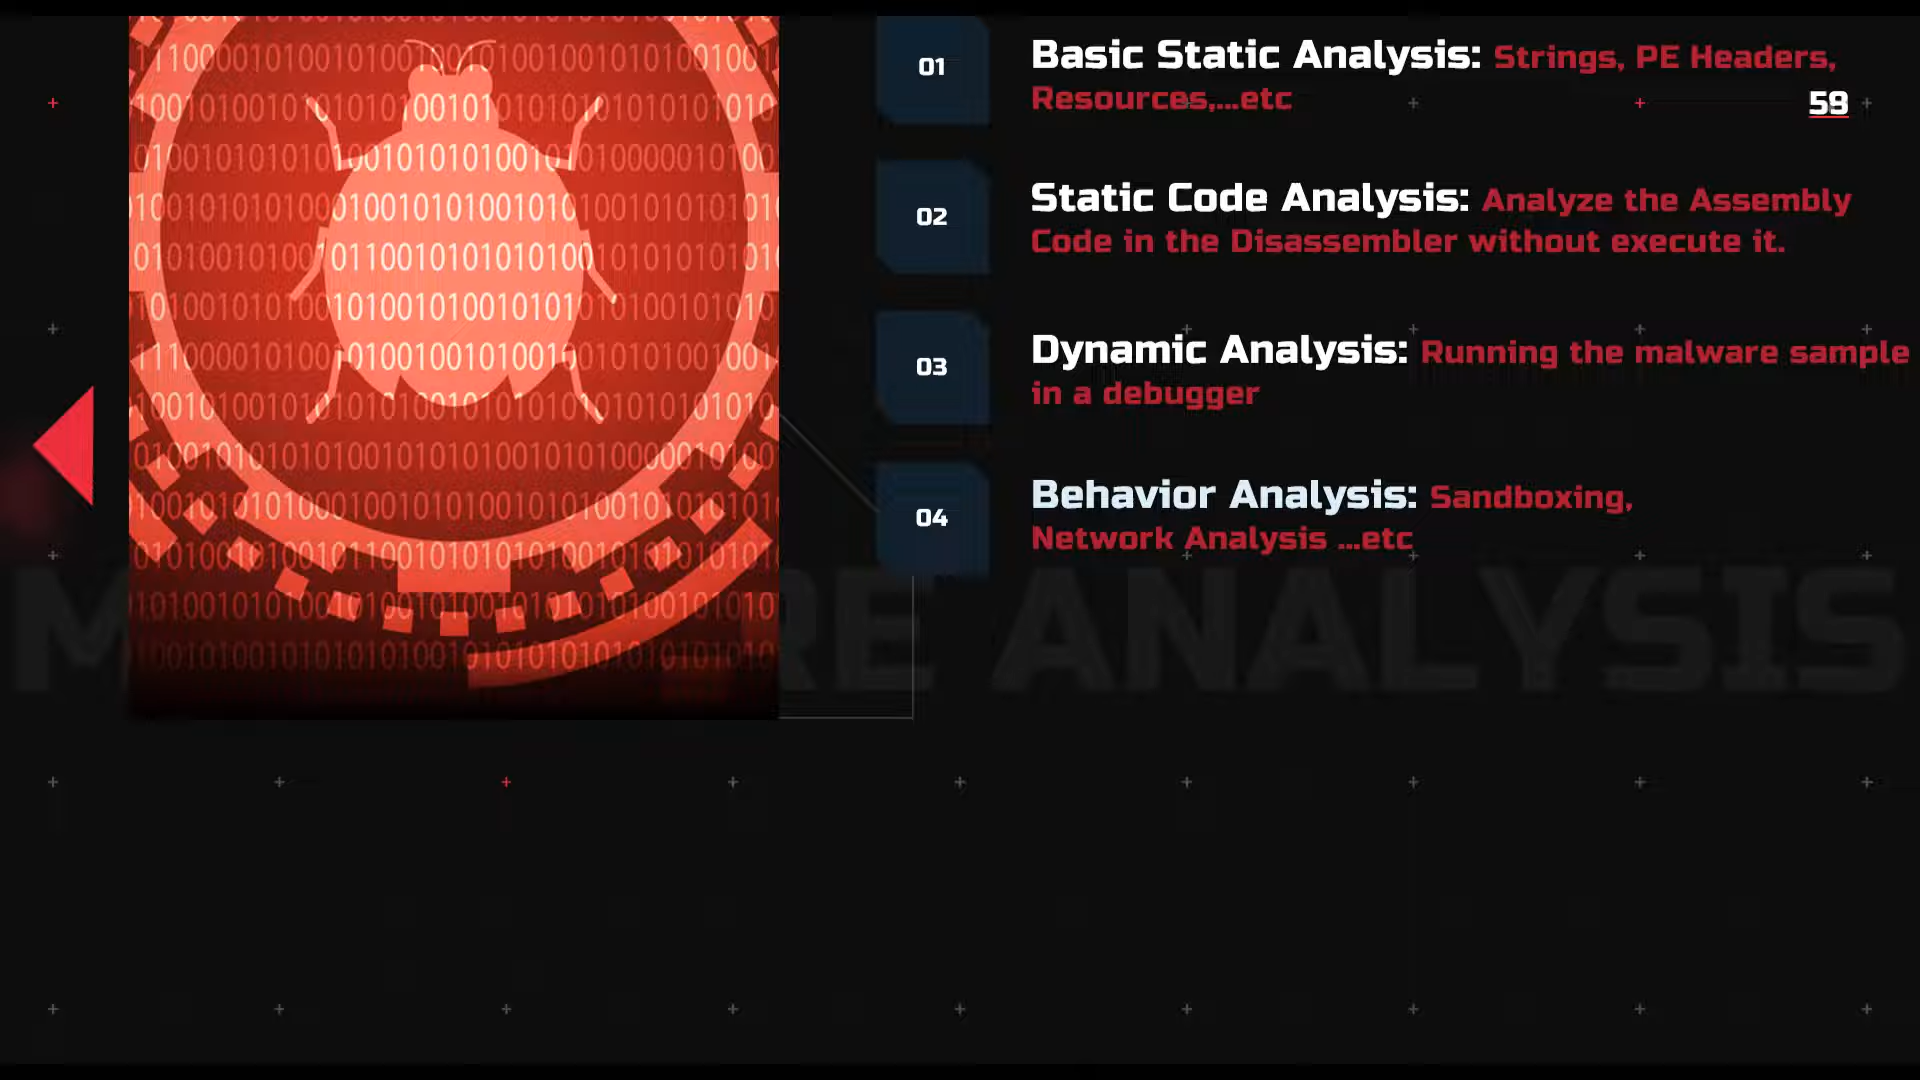 01
Basic Static Analysis: Strings, PE Headers,
Resources,...etc
59
02
Static Code Analysis: Analyze the Assembly
Code in the Disassembler without execute it.
03
Dynamic Analysis: Running the malware sample
in a debugger
04
Behavior Analysis: Sandboxing,
Network Analysis ...etc
ANALYSIS